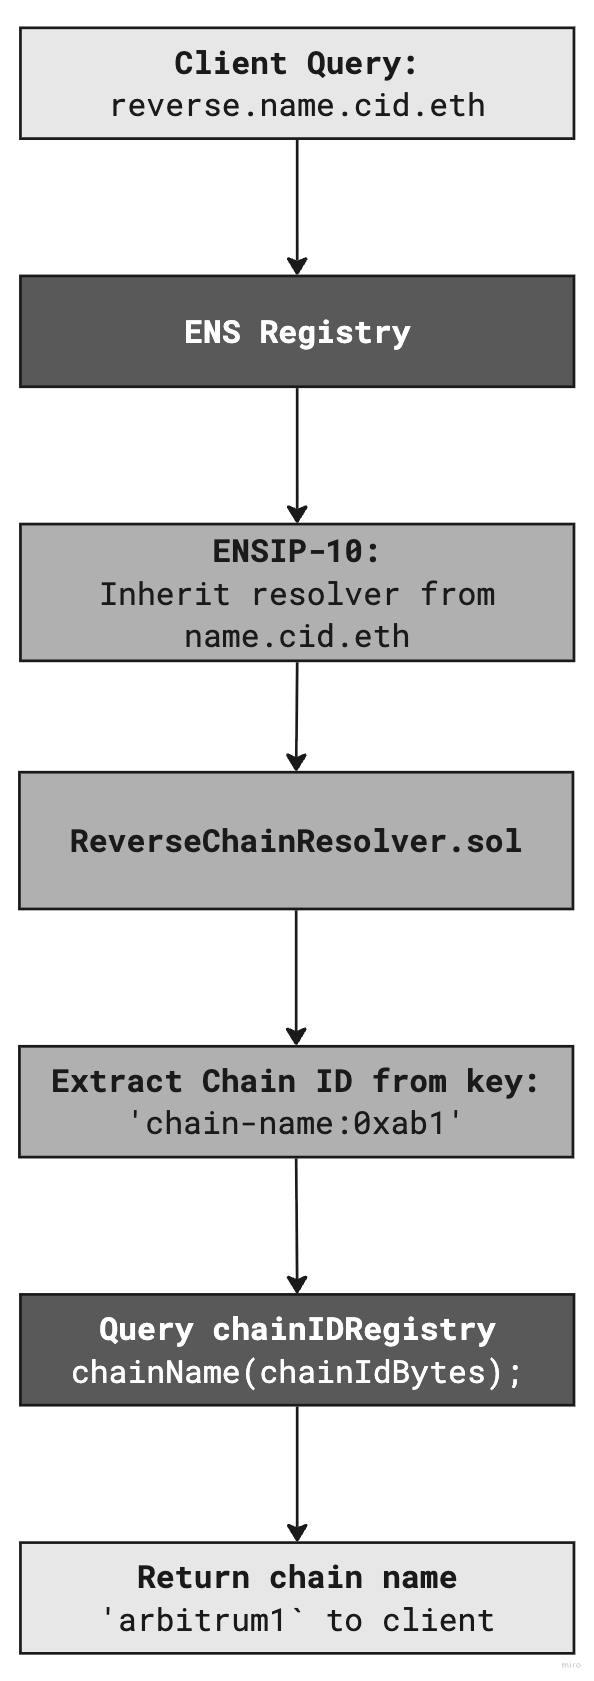 Client Query:
reverse.name.cid.eth
ENS Registry
ENSIP-10:
Inherit resolver from
name.cid.eth
ReverseChainResolver.sol
Extract Chain ID from key:
'chain-name:0xab1'
Query chainIDRegistry
chainName(chainIdBytes);
Return chain name
'arbitrum1` to client
miro